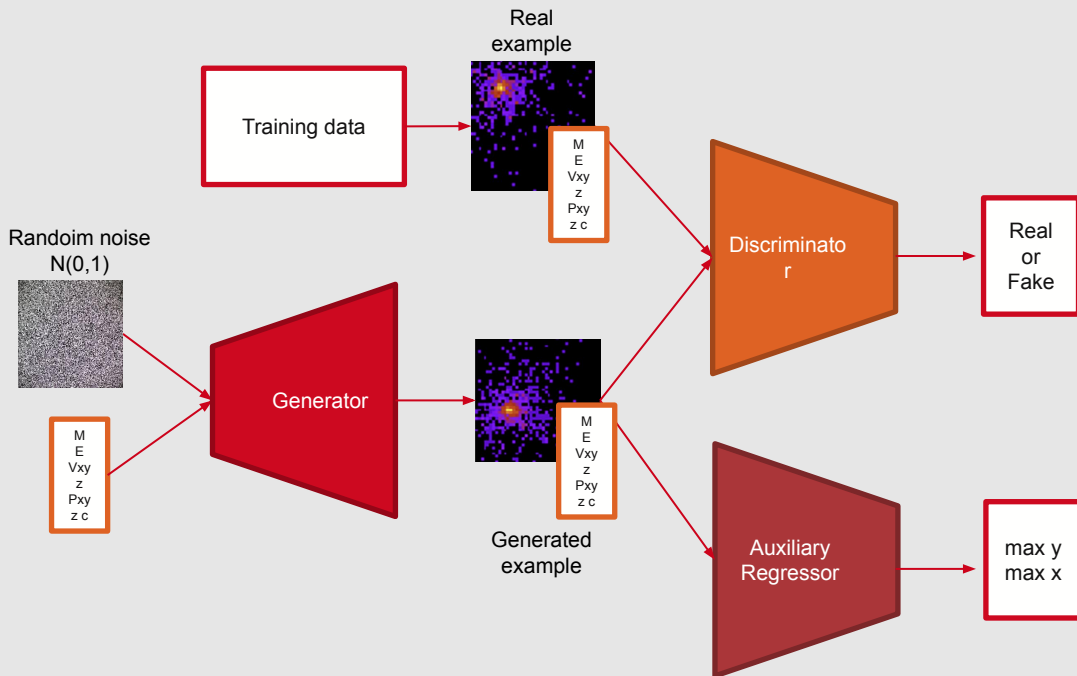 Real
example
Training data
M
E
Vxy
z
Pxy
z c
Randoim noise
N(0,1)
Discriminato
r
Real
or
Fake
Generator
M
E
Vxy
z
Pxy
z c
M
E
Vxy
z
Pxy
z c
Generated
example
Auxiliary
Regressor
max y
max x